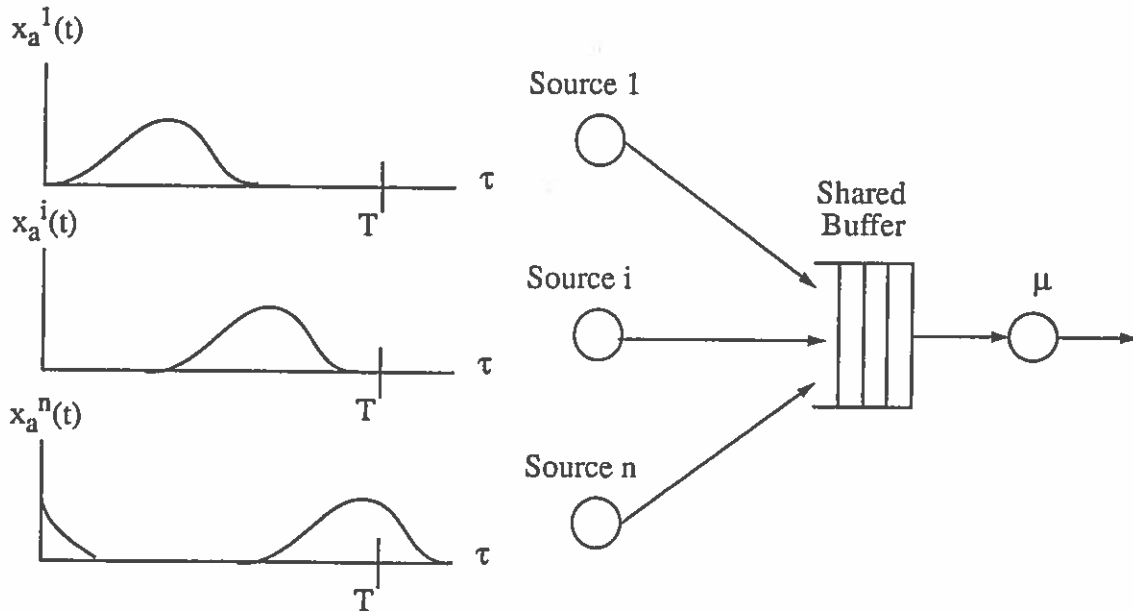 x_a^1(t)
τ
T
x_a^i(t)
τ
T
x_a^n(t)
τ
T
Source 1
Source i
Source n
Shared
Buffer
μ